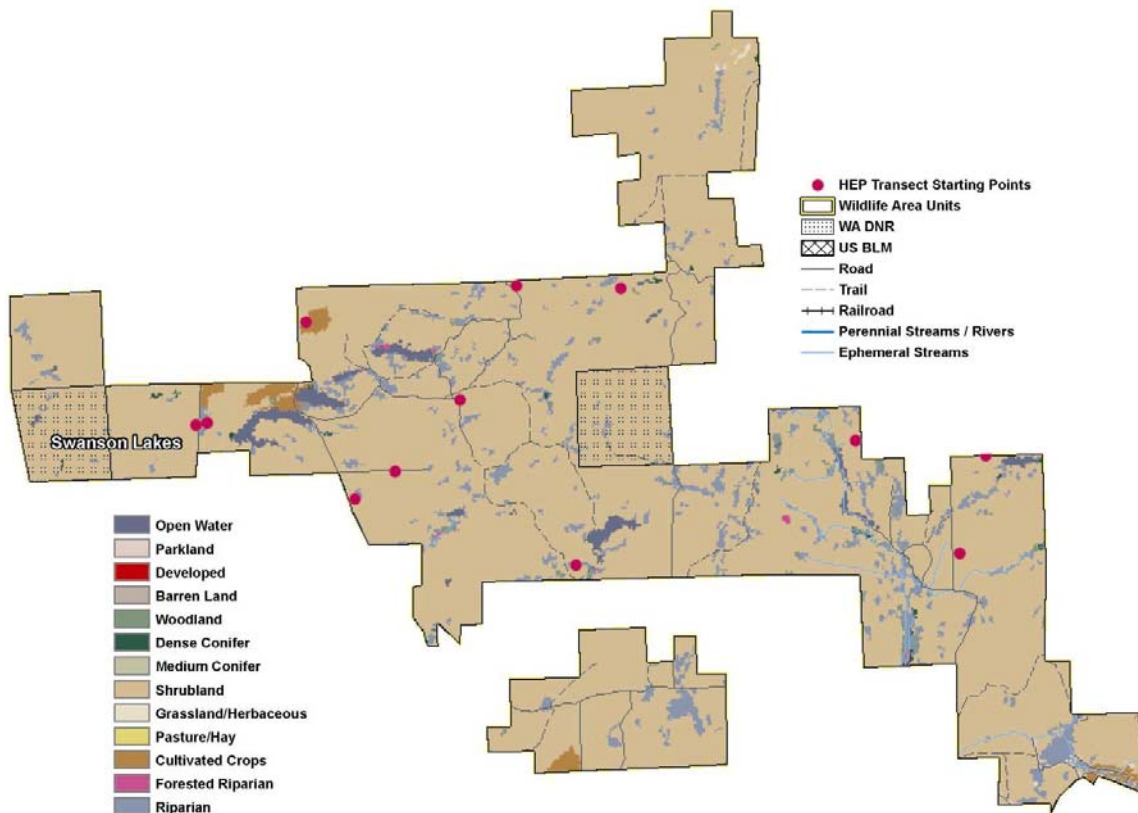 HEP Transect Starting Points
Wildlife Area Units
WA DNR
US BLM
Road
Trail
Railroad
Perennial Streams / Rivers
Ephemeral Streams
Swanson Lakes
Open Water
Parkland
Developed
Barren Land
Woodland
Dense Conifer
Medium Conifer
Shrubland
Grassland/Herbaceous
Pasture/Hay
Cultivated Crops
Forested Riparian
Riparian